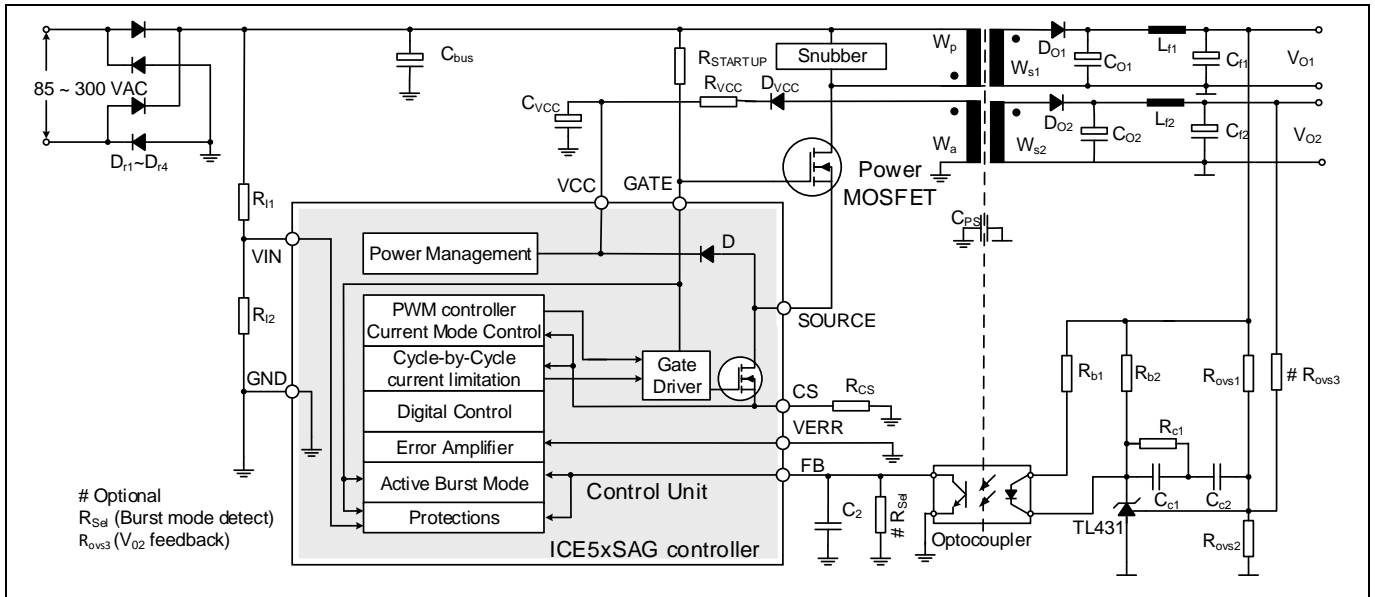 85 ~ 300 VAC
Dr1~Dr4
Cbus
RSTARTUP
Snubber
Wp
Ws1
DO1
CO1
Lf1
Cf1
VO1
CVCC
RVCC
DVCC
Wa
Ws2
DO2
CO2
Lf2
Cf2
VO2
Power
MOSFET
VCC
GATE
CPS
RI1
VIN
RI2
GND
Power Management
D
SOURCE
PWM controller
Current Mode Control
Cycle-by-Cycle
current limitation
Digital Control
Error Amplifier
Active Burst Mode
Protections
Gate
Driver
CS
RCS
VERR
FB
Control Unit
ICE5xSAG controller
C2
# RSel
Optocoupler
Rb1
Rb2
Rovs1
# Rovs3
Rc1
Cc1
Cc2
TL431
Rovs2
# Optional
RSel (Burst mode detect)
Rovs3 (V02 feedback)